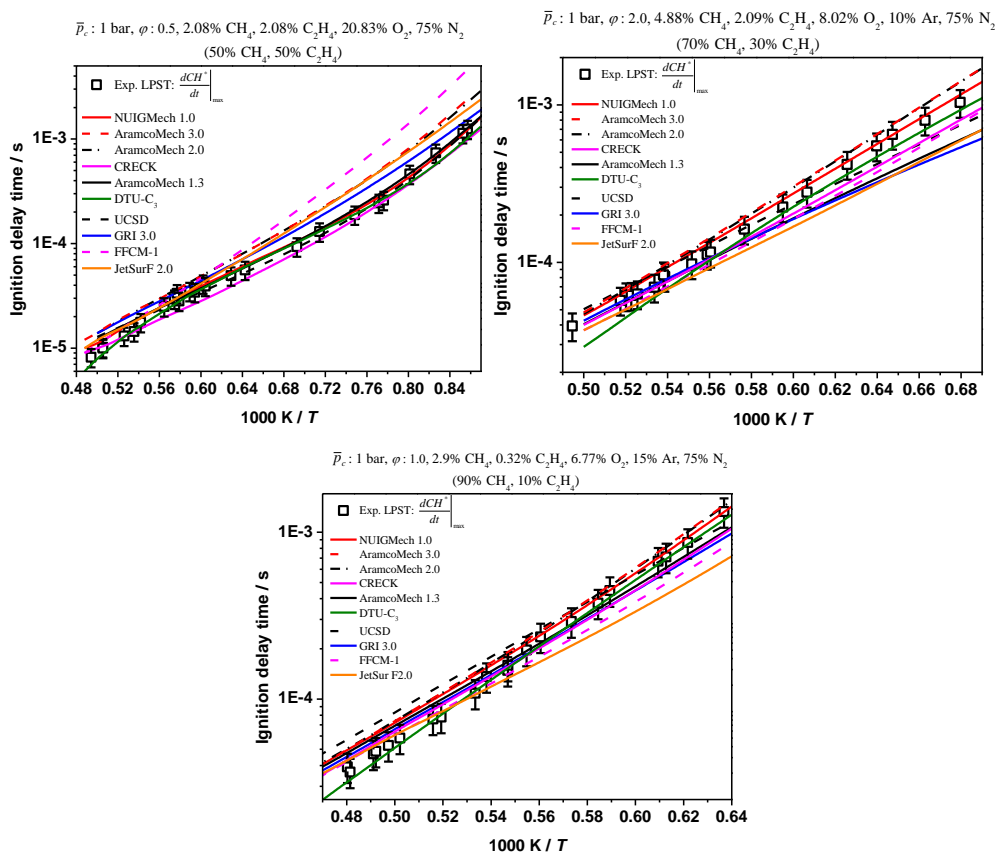 p̅c : 1 bar, φ : 0.5, 2.08% CH4, 2.08% C2H4, 20.83% O2, 75% N2
(50% CH4, 50% C2H4)
Exp. LPST: dCH*/dt|max
NUIGMech 1.0
AramcoMech 3.0
AramcoMech 2.0
CRECK
AramcoMech 1.3
DTU-C3
UCSD
GRI 3.0
FFCM-1
JetSurF 2.0
Ignition delay time / s
1E-3
1E-4
1E-5
0.48 0.52 0.56 0.60 0.64 0.68 0.72 0.76 0.80 0.84
1000 K / T
p̅c : 1 bar, φ : 2.0, 4.88% CH4, 2.09% C2H4, 8.02% O2, 10% Ar, 75% N2
(70% CH4, 30% C2H4)
Exp. LPST: dCH*/dt|max
NUIGMech 1.0
AramcoMech 3.0
AramcoMech 2.0
CRECK
AramcoMech 1.3
DTU-C3
UCSD
GRI 3.0
FFCM-1
JetSurF 2.0
Ignition delay time / s
1E-3
1E-4
0.50 0.52 0.54 0.56 0.58 0.60 0.62 0.64 0.66 0.68
1000 K / T
p̅c : 1 bar, φ : 1.0, 2.9% CH4, 0.32% C2H4, 6.77% O2, 15% Ar, 75% N2
(90% CH4, 10% C2H4)
Exp. LPST: dCH*/dt|max
NUIGMech 1.0
AramcoMech 3.0
AramcoMech 2.0
CRECK
AramcoMech 1.3
DTU-C3
UCSD
GRI 3.0
FFCM-1
JetSur F2.0
Ignition delay time / s
1E-3
1E-4
0.48 0.50 0.52 0.54 0.56 0.58 0.60 0.62 0.64
1000 K / T